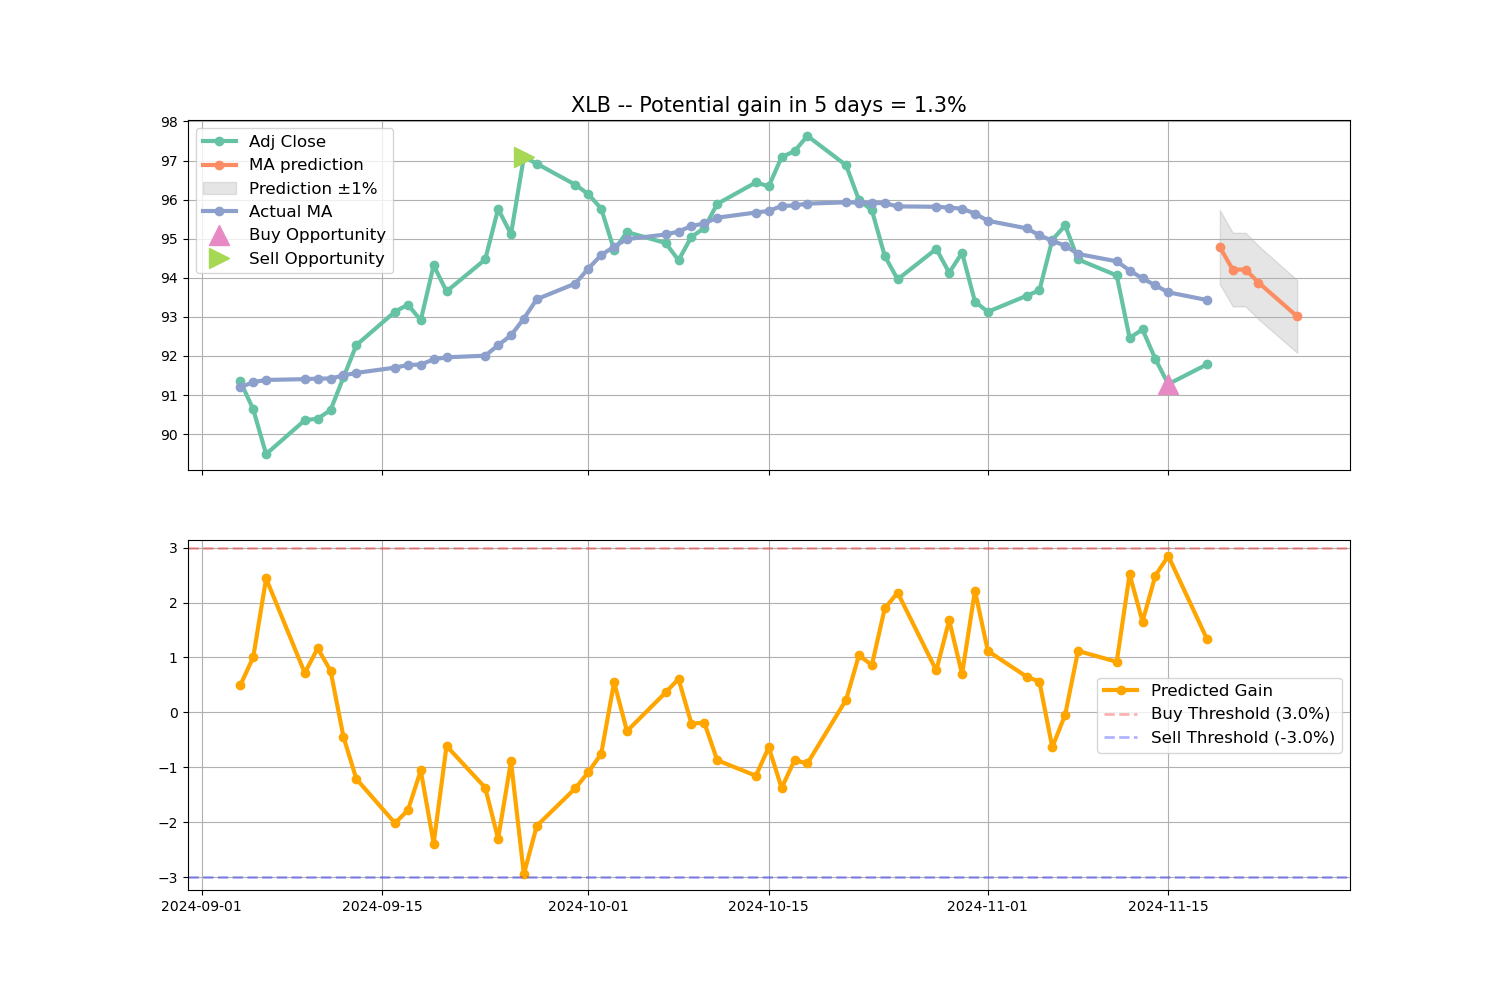 XLB -- Potential gain in 5 days = 1.3%
98
97
96
95
94
93
92
91
90
Adj Close
MA prediction
Prediction ±1%
Actual MA
Buy Opportunity
Sell Opportunity
3
2
1
0
−1
−2
−3
Predicted Gain
Buy Threshold (3.0%)
Sell Threshold (-3.0%)
2024-09-01 2024-09-15 2024-10-01 2024-10-15 2024-11-01 2024-11-15